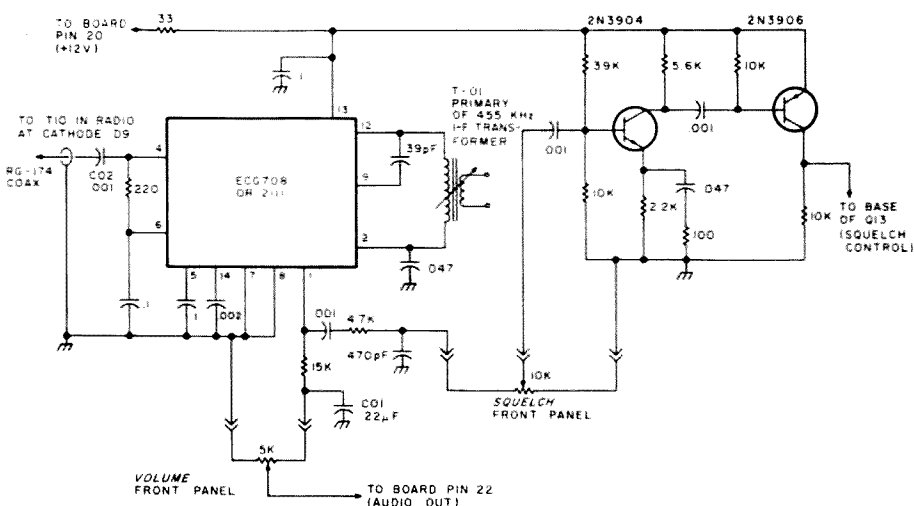 TO BOARD
PIN 20
(+12V)
33
2N3904
2N3906
.1
39K
5.6K
10K
TO T10 IN RADIO
AT CATHODE D9
RG-174
COAX
C02
.001
220
4
6
13
12
9
2
ECG708
OR 2111
39pF
T-01
PRIMARY
OF 455 KHz
I-F TRANS-
FORMER
.001
.001
10K
2.2K
.047
100
10K
TO BASE
OF Q13
(SQUELCH
CONTROL)
.047
5
14
7
8
1
.1
.1
.002
.001
4.7K
470pF
15K
C01
22µF
10K
SQUELCH
FRONT PANEL
5K
VOLUME
FRONT PANEL
TO BOARD PIN 22
(AUDIO OUT)